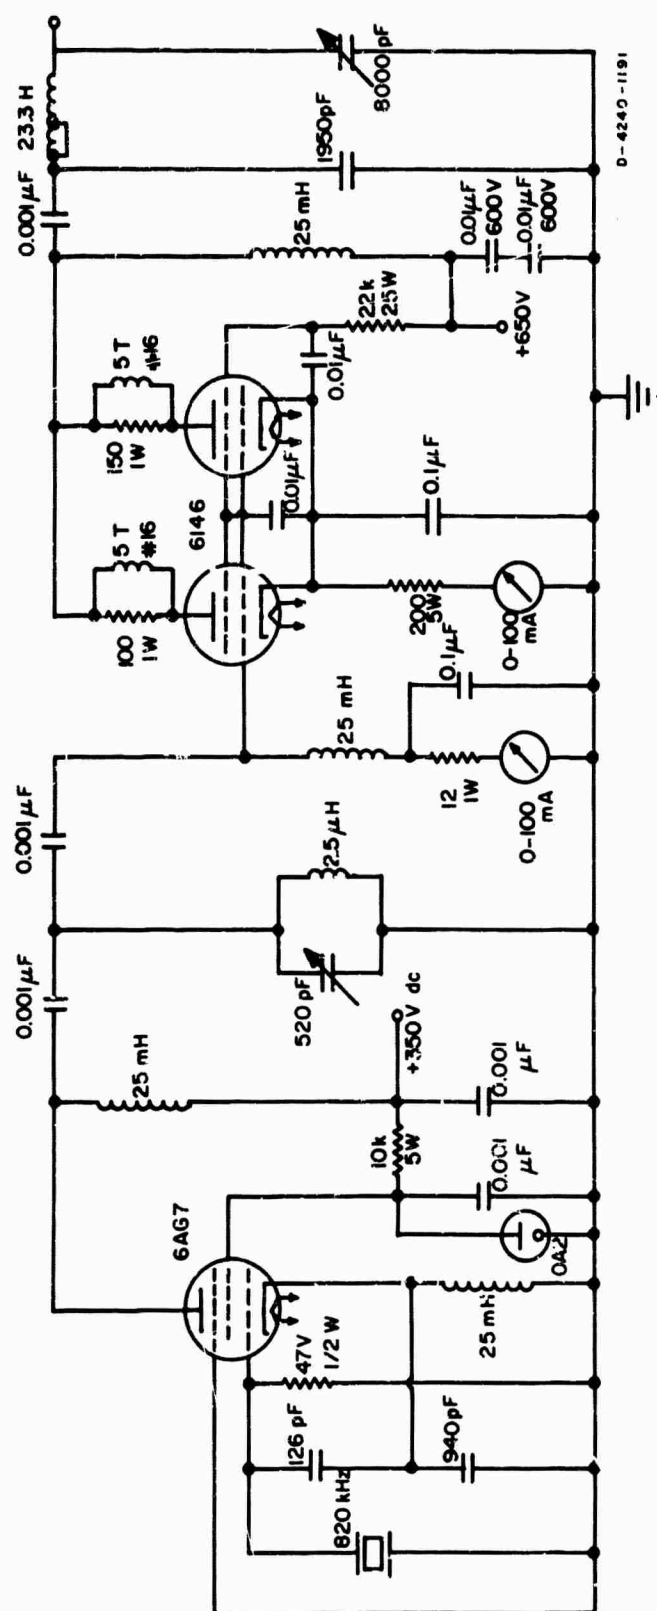 6AG7
47V
1/2 W
126 pF
820 kHz
940pF
25 mH
OA2
0.001
µF
10k
5W
0.001
µF
+350V dc
25 mH
0.001µF
520 pF
2.5µH
0.001µF
25 mH
12
1W
0-100
mA
0.1µF
100
1W
5 T
#16
6146
0.01µF
200
5W
0-100
mA
0.1µF
150
1W
5 T
#16
0.01µF
22k
25W
+650V
25mH
0.01µF
600V
0.01µF
600V
0.001µF
23.3 H
1950pF
8000pF
D-4240-1191